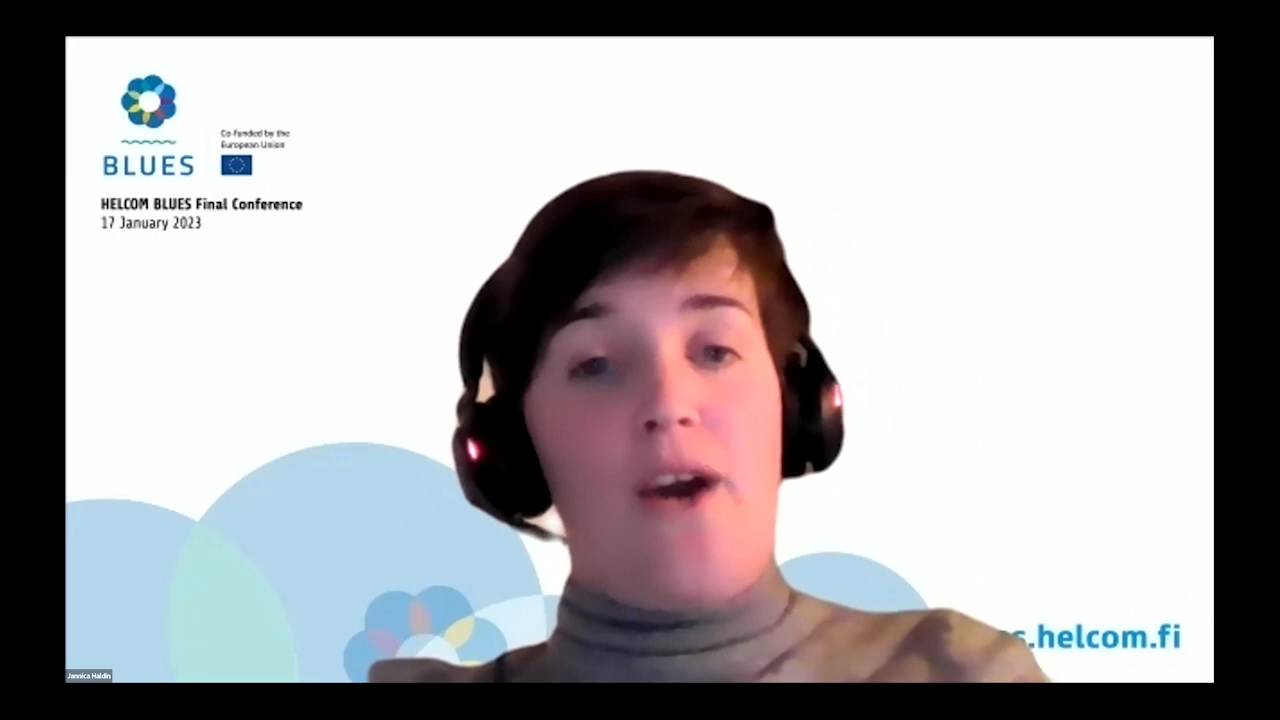 Co-funded by the
European Union
BLUES
HELCOM BLUES Final Conference
17 January 2023
s.helcom.fi
Jannica Haldin